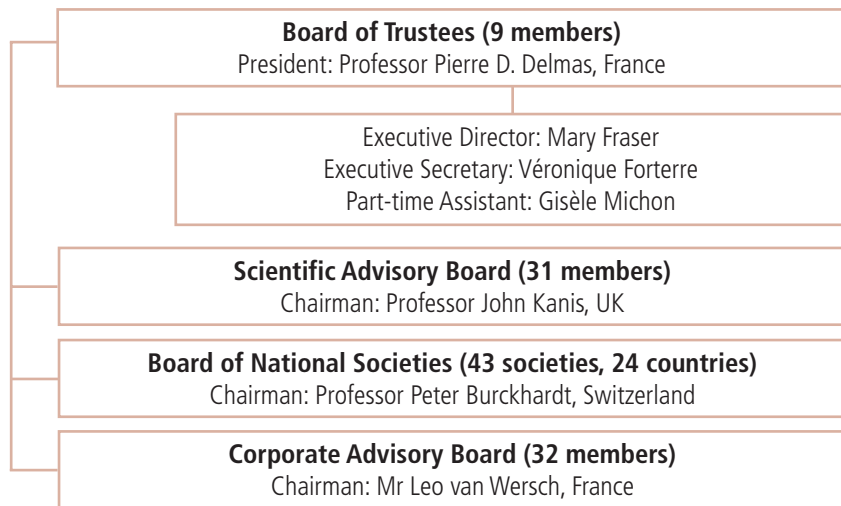 Board of Trustees (9 members)
President: Professor Pierre D. Delmas, France
Executive Director: Mary Fraser
Executive Secretary: Véronique Forterre
Part-time Assistant: Gisèle Michon
Scientific Advisory Board (31 members)
Chairman: Professor John Kanis, UK
Board of National Societies (43 societies, 24 countries)
Chairman: Professor Peter Burckhardt, Switzerland
Corporate Advisory Board (32 members)
Chairman: Mr Leo van Wersch, France